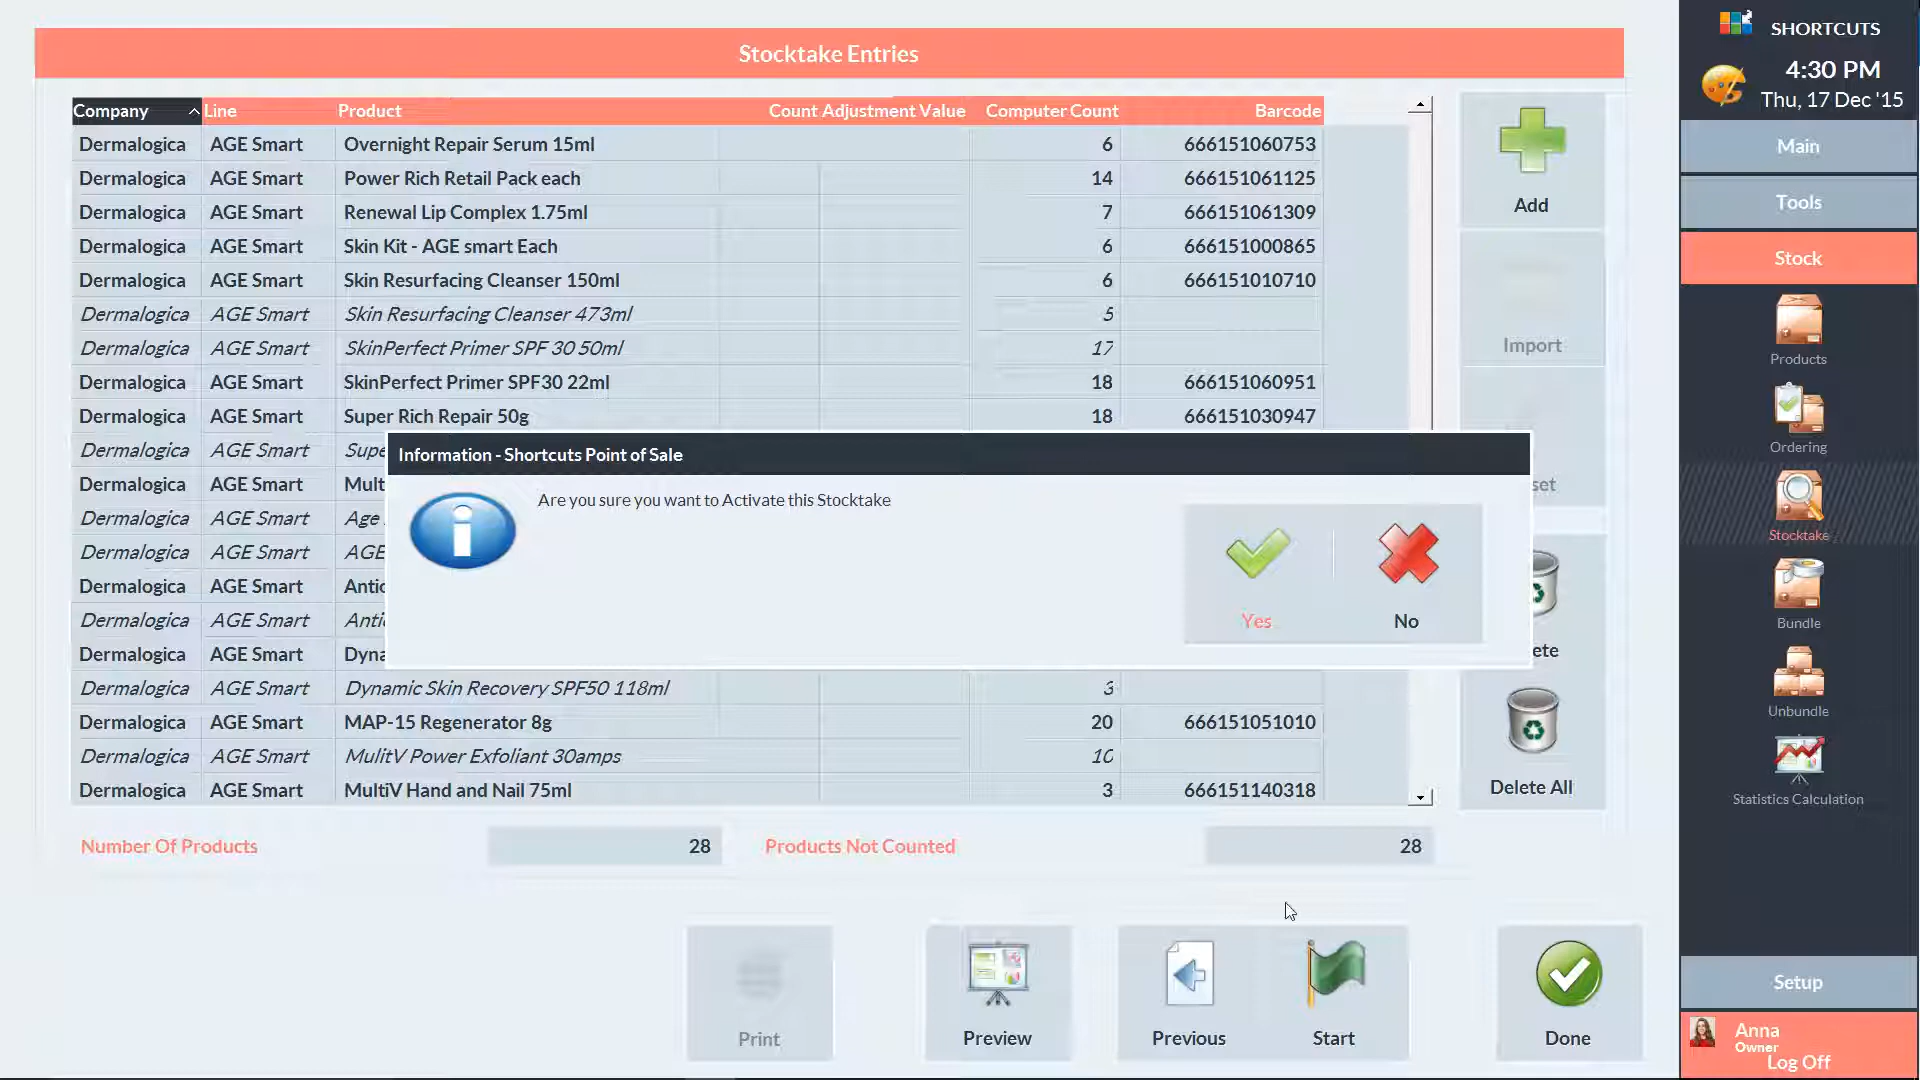 Stocktake Entries
Company Line Product Count Adjustment Value Computer Count Barcode
Dermalogica AGE Smart Overnight Repair Serum 15ml 6 666151060753
Dermalogica AGE Smart Power Rich Retail Pack each 14 666151061125
Dermalogica AGE Smart Renewal Lip Complex 1.75ml 7 666151061309
Dermalogica AGE Smart Skin Kit - AGE smart Each 6 666151000865
Dermalogica AGE Smart Skin Resurfacing Cleanser 150ml 6 666151010710
Dermalogica AGE Smart Skin Resurfacing Cleanser 473ml 5
Dermalogica AGE Smart SkinPerfect Primer SPF 30 50ml 17
Dermalogica AGE Smart SkinPerfect Primer SPF30 22ml 18 666151060951
Dermalogica AGE Smart Super Rich Repair 50g 18 666151030947
Dermalogica AGE Smart Supe
Dermalogica AGE Smart Mult
Dermalogica AGE Smart Age
Dermalogica AGE Smart AGE
Dermalogica AGE Smart Antio
Dermalogica AGE Smart Anti
Dermalogica AGE Smart Dyna
Dermalogica AGE Smart Dynamic Skin Recovery SPF50 118ml 3
Dermalogica AGE Smart MAP-15 Regenerator 8g 20 666151051010
Dermalogica AGE Smart MulitV Power Exfoliant 30amps 10
Dermalogica AGE Smart MultiV Hand and Nail 75ml 3 666151140318
Information - Shortcuts Point of Sale
Are you sure you want to Activate this Stocktake
Yes No
Number Of Products 28 Products Not Counted 28
Add
Import
set
ete
Delete All
Print Preview Previous Start Done
SHORTCUTS
4:30 PM
Thu, 17 Dec '15
Main
Tools
Stock
Products
Ordering
Stocktake
Bundle
Unbundle
Statistics Calculation
Setup
Anna
Owner
Log Off